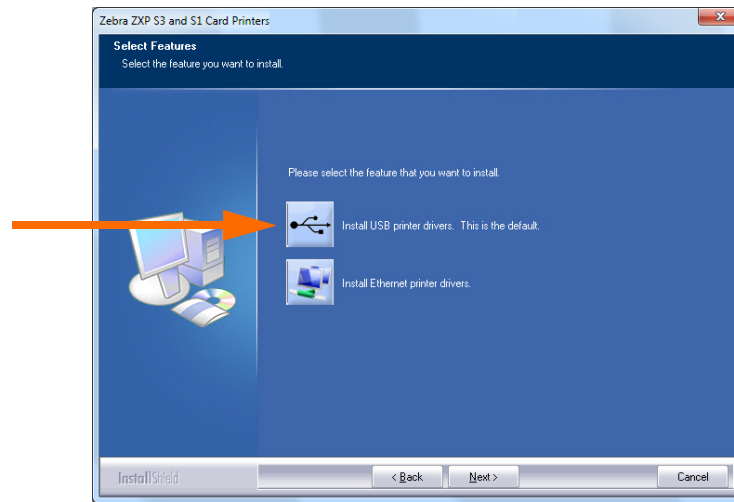 Zebra ZXP S3 and S1 Card Printers
Select Features
Select the feature you want to install.
Please select the feature that you want to install.
Install USB printer drivers. This is the default.
Install Ethernet printer drivers.
InstallShield
< Back
Next >
Cancel